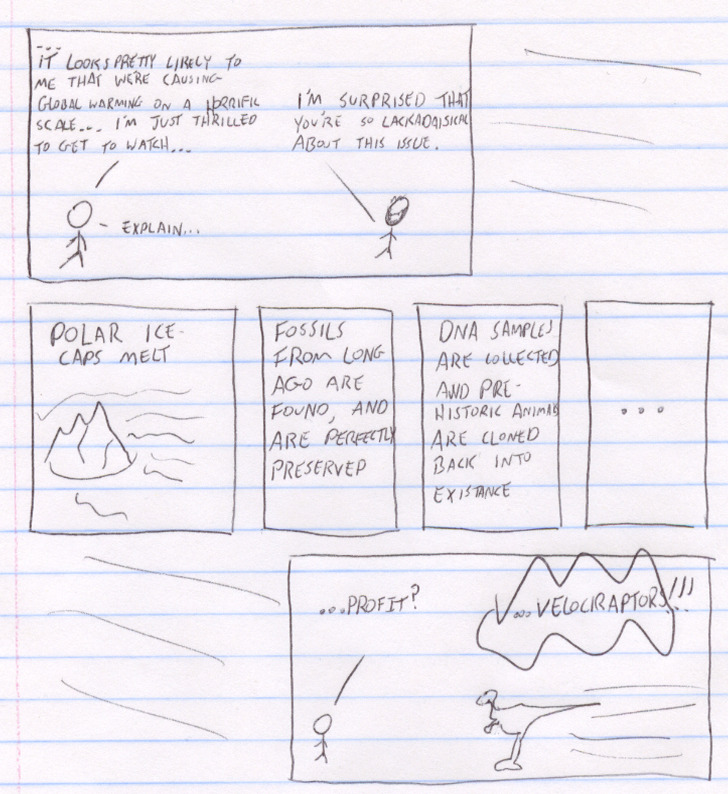 ...IT LOOKS PRETTY LIKELY TO
ME THAT WERE CAUSING
GLOBAL WARMING ON A HORRIFIC
SCALE... I'M JUST THRILLED
TO GET TO WATCH...
I'M SURPRISED THAT
YOU'RE SO LACKADAISICAL
ABOUT THIS ISSUE.
- EXPLAIN...
POLAR ICE-
CAPS MELT
FOSSILS
FROM LONG
AGO ARE
FOUND, AND
ARE PERFECTLY
PRESERVED
DNA SAMPLES
ARE COLLECTED
AND PRE-
HISTORIC ANIMALS
ARE CLONED
BACK INTO
EXISTANCE
...
...PROFIT?
...VELOCIRAPTORS!!!